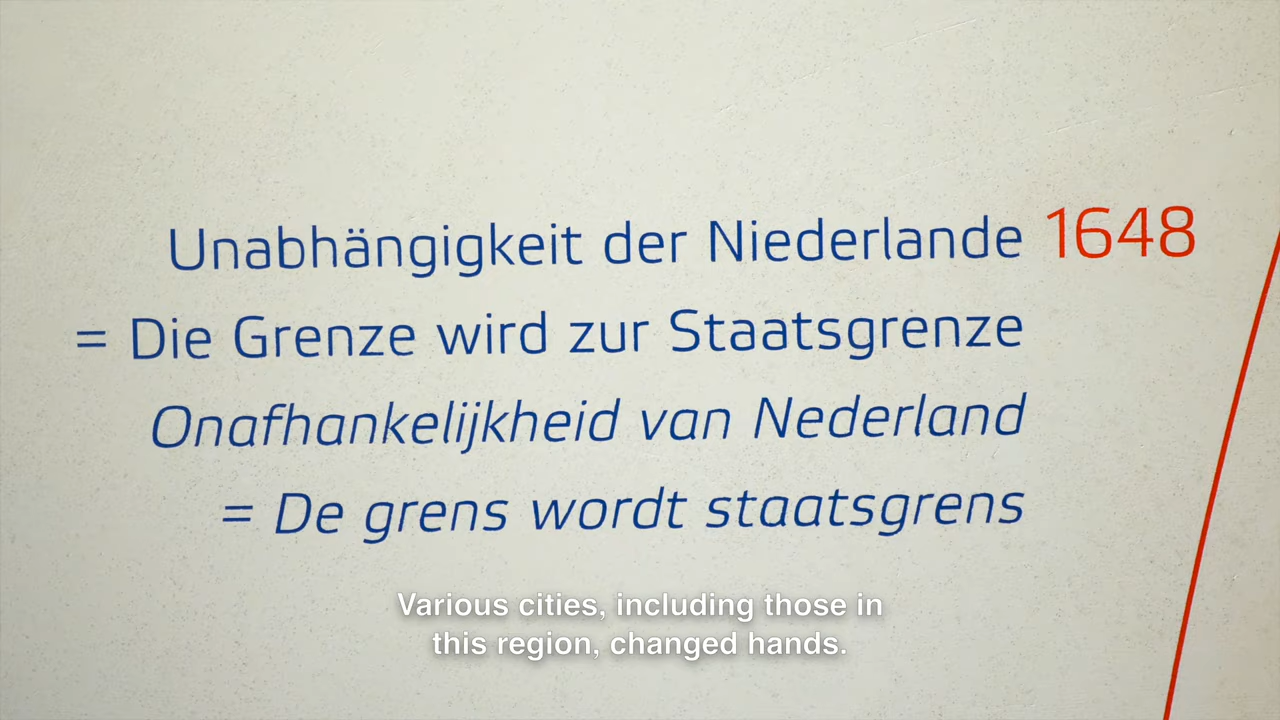 Unabhängigkeit der Niederlande 1648
= Die Grenze wird zur Staatsgrenze
Onafhankelijkheid van Nederland
= De grens wordt staatsgrens
Various cities, including those in
this region, changed hands.